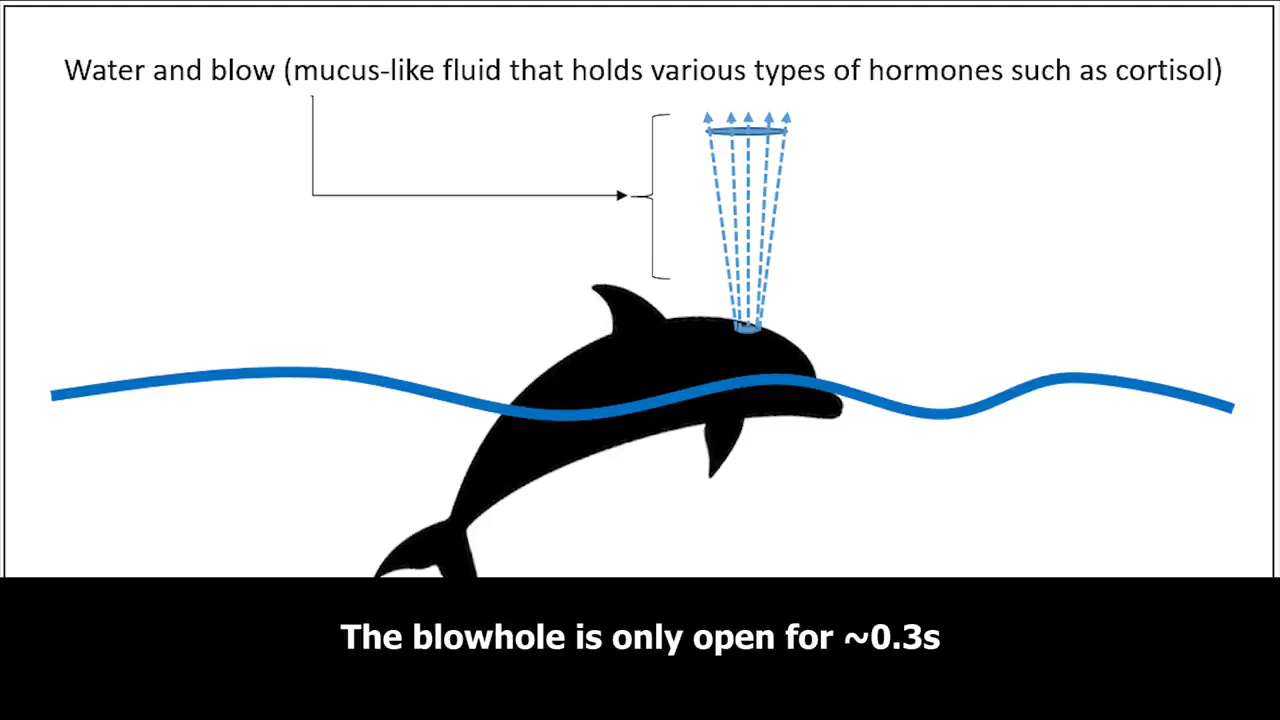 Water and blow (mucus-like fluid that holds various types of hormones such as cortisol)
The blowhole is only open for ~0.3s